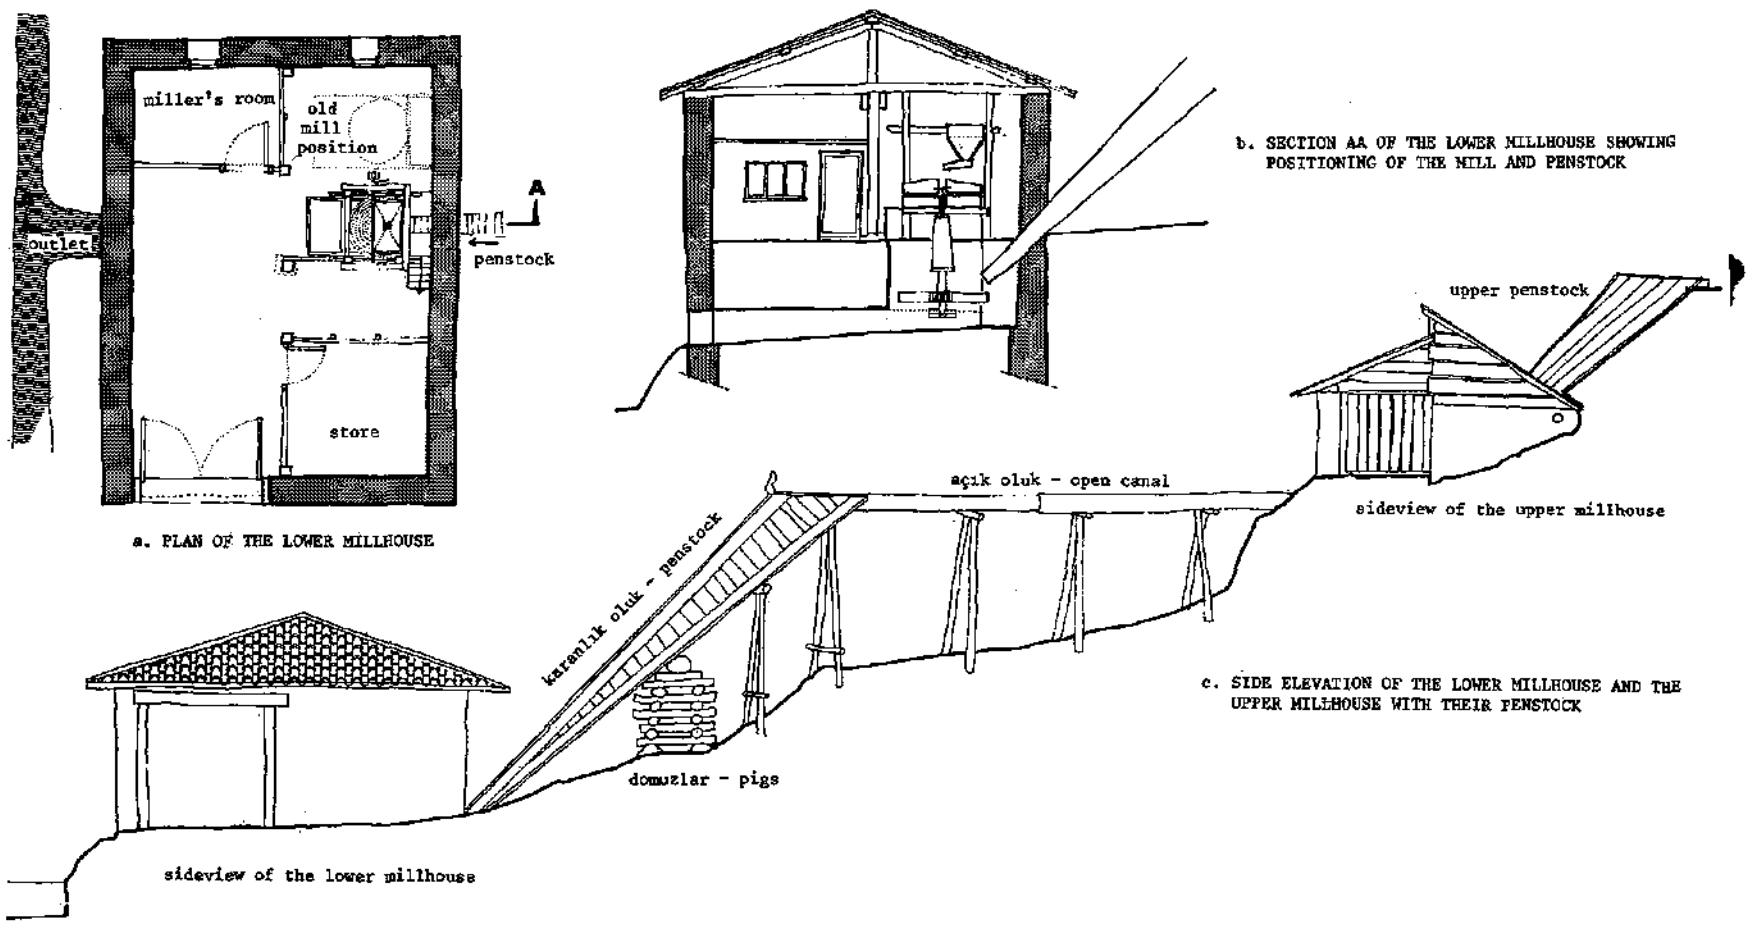 miller's room
old
mill
position
A
outlet
penstock
store
a. PLAN OF THE LOWER MILLHOUSE
b. SECTION AA OF THE LOWER MILLHOUSE SHOWING
POSITIONING OF THE MILL AND PENSTOCK
upper penstock
sideview of the upper millhouse
açık oluk - open canal
karanlık oluk - penstock
domuzlar - pigs
sideview of the lower millhouse
c. SIDE ELEVATION OF THE LOWER MILLHOUSE AND THE
UPPER MILLHOUSE WITH THEIR PENSTOCK